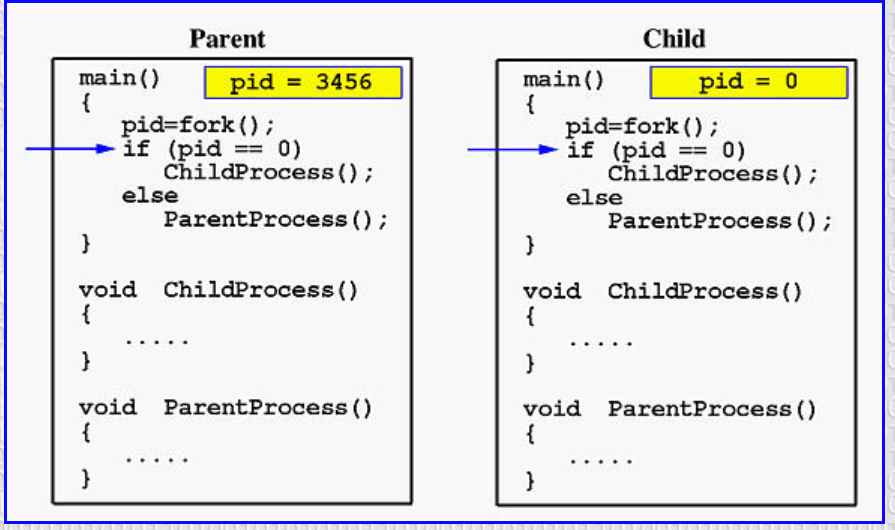 Parent
main()
pid = 3456
{
pid=fork();
if (pid == 0)
ChildProcess();
else
ParentProcess();
}
void ChildProcess()
{
.....
}
void ParentProcess()
{
.....
}
Child
main()
pid = 0
{
pid=fork();
if (pid == 0)
ChildProcess();
else
ParentProcess();
}
void ChildProcess()
{
.....
}
void ParentProcess()
{
.....
}